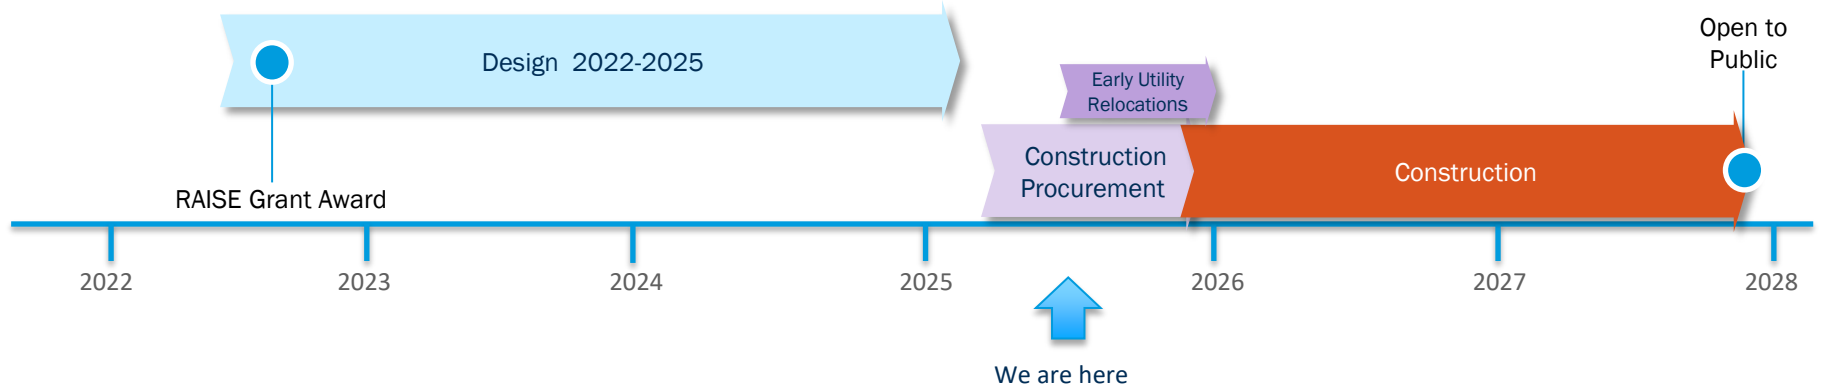 Design 2022-2025
Open to
Public
Early Utility
Relocations
Construction
Procurement
Construction
RAISE Grant Award
2022
2023
2024
2025
2026
2027
2028
We are here